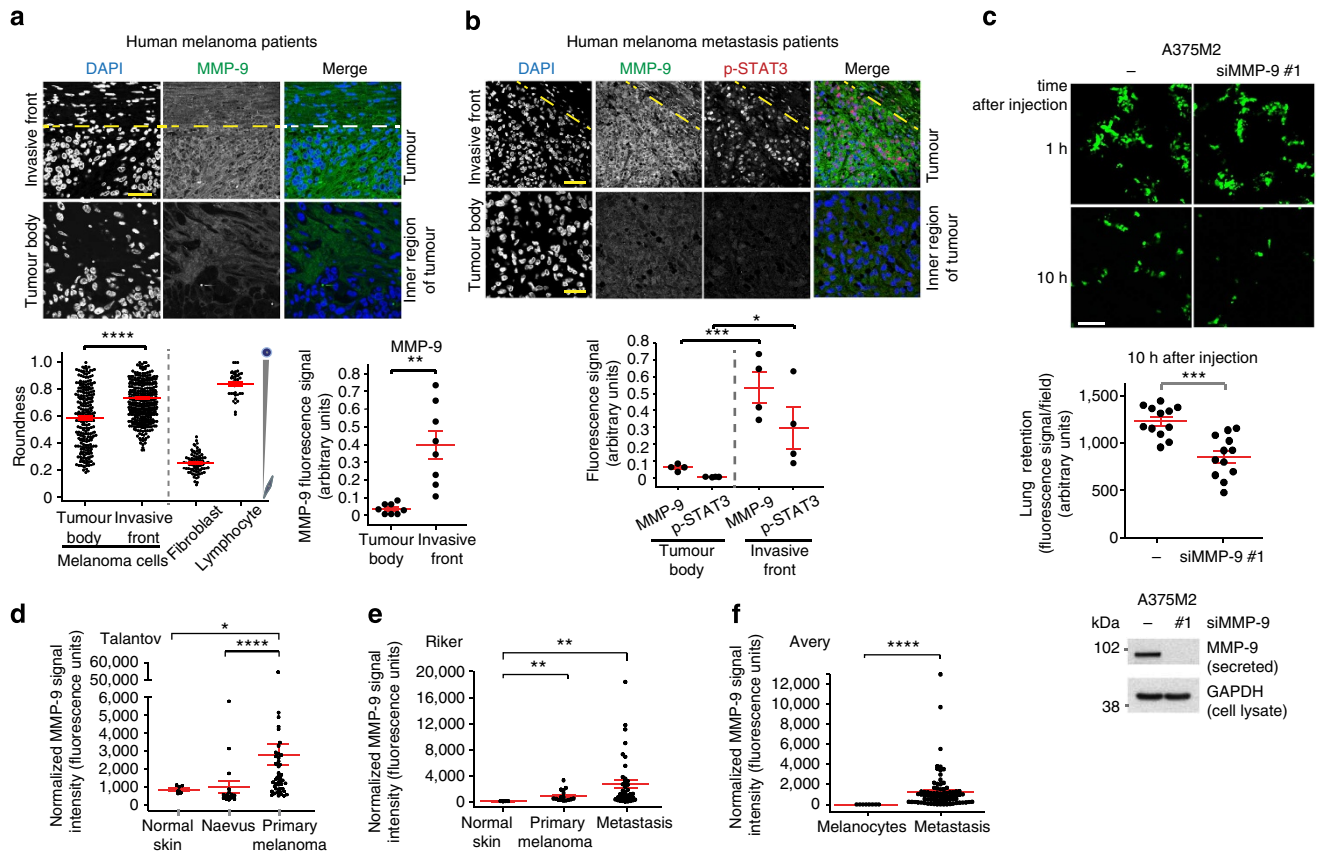 a
Human melanoma patients
DAPI
MMP-9
Merge
Invasive front
Tumour
Tumour body
Inner region
of tumour
****
Roundness
1.0
0.8
0.6
0.4
0.2
0
Tumour
body
Invasive
front
Melanoma cells
Fibroblast
Lymphocyte
MMP-9
**
MMP-9 fluorescence signal
(arbitrary units)
0.8
0.7
0.6
0.5
0.4
0.3
0.2
0.1
0
Tumour
body
Invasive
front
b
Human melanoma metastasis patients
DAPI
MMP-9
p-STAT3
Merge
Invasive front
Tumour
Tumour body
Inner region
of tumour
*
***
Fluorescence signal
(arbitrary units)
0.8
0.7
0.6
0.5
0.4
0.3
0.2
0.1
0
MMP-9
p-STAT3
MMP-9
p-STAT3
Tumour
body
Invasive
front
c
A375M2
–
siMMP-9 #1
time
after injection
1 h
10 h
10 h after injection
***
Lung retention
(fluorescence signal/field)
(arbitrary units)
1,500
1,000
500
0
–
siMMP-9 #1
A375M2
kDa
–
#1
siMMP-9
102
MMP-9
(secreted)
38
GAPDH
(cell lysate)
d
Talantov
*
****
Normalized MMP-9 signal
intensity (fluorescence units)
60,000
50,000
6,000
5,000
4,000
3,000
2,000
1,000
0
Normal
skin
Naevus
Primary
melanoma
e
Riker
**
**
Normalized MMP-9 signal
intensity (fluorescence units)
20,000
16,000
12,000
8,000
4,000
0
Normal
skin
Primary
melanoma
Metastasis
f
Avery
****
Normalized MMP-9 signal
intensity (fluorescence units)
12,000
10,000
8,000
6,000
4,000
2,000
0
Melanocytes
Metastasis